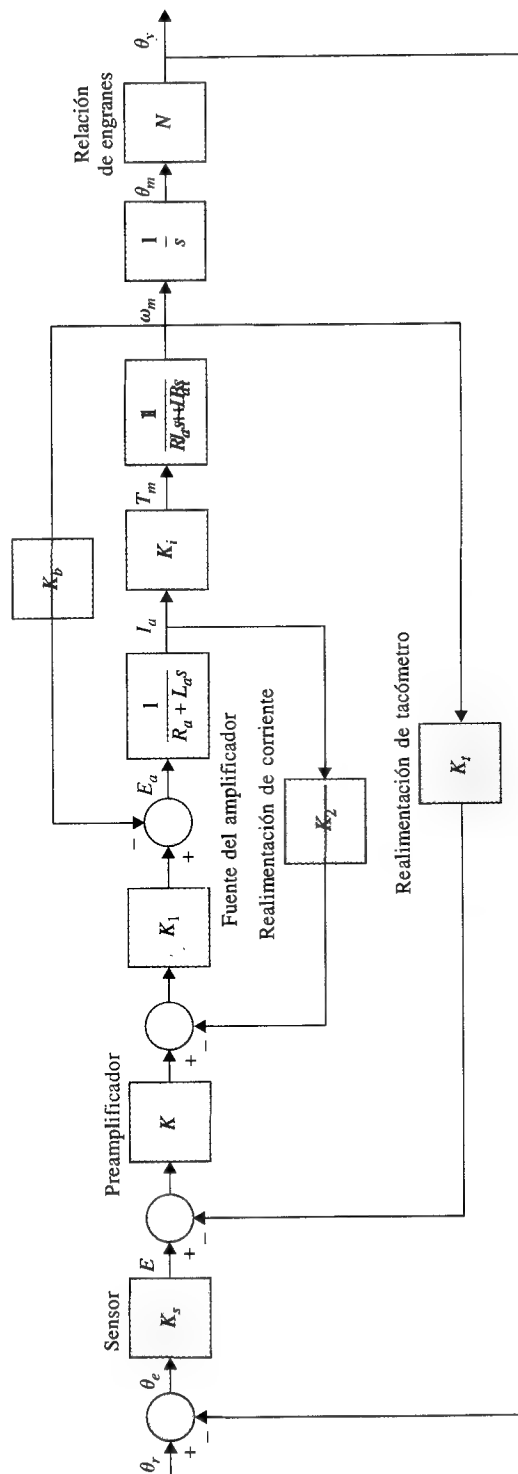 θr
θe
Sensor
Ks
E
Preamplificador
K
K1
Fuente del amplificador
Ea
1
Ra + Las
Ia
Realimentación de corriente
K2
Ki
Tm
Kb
1
ωm
1
s
θm
Relación
de engranes
N
θy
Realimentación de tacómetro
Kt
+
−
+
−
+
−
+
−